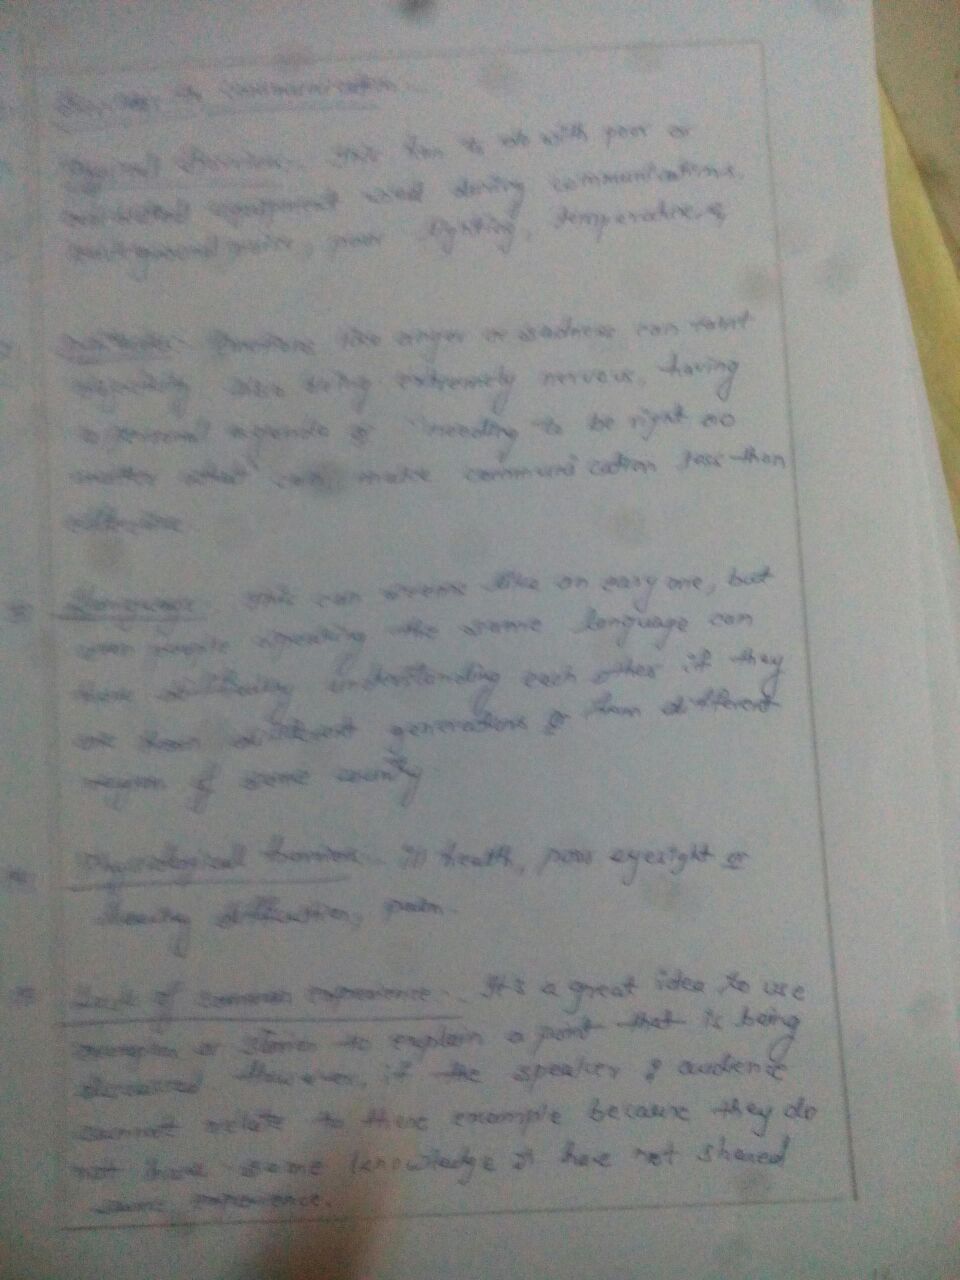 Barriers to Communication
Physical barriers. This has to do with poor or
equipment used during communications,
background noise, poor lighting, temperatures
Emotions like anger or sadness can taint
objectivity also being extremely nervous, having
a personal agenda or "needing to be right no
matter what" can make communication less than
effective
3) Language. This can seems like an easy one, but
even people speaking the same language can
have difficulty understanding each other if they
are from different generations or from different
region of same country
4) Physiological barriers. ill health, poor eyesight or
hearing difficulties, pain.
5) Lack of common experience. It's a great idea to use
examples or stories to explain a point that is being
discussed However, if the speaker & audience
cannot relate to these example because they do
not have same knowledge or have not shared
same experience.